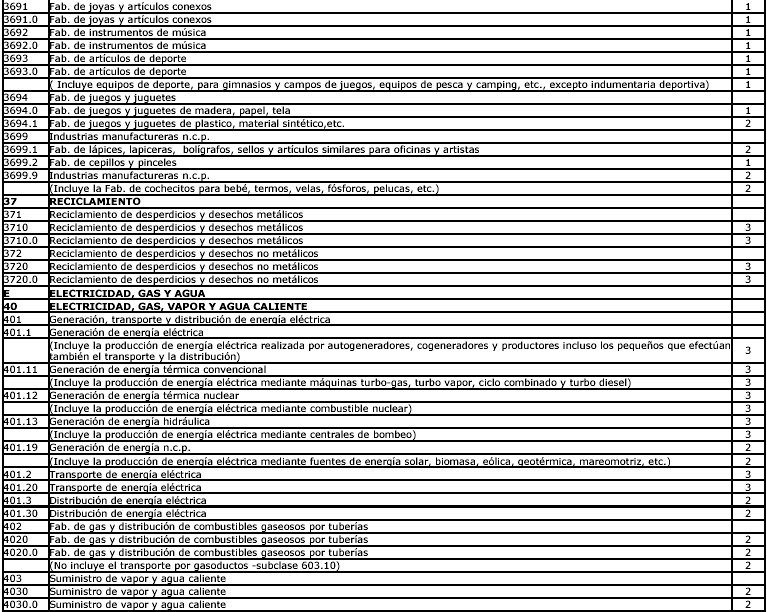 3691 Fab. de joyas y artículos conexos 1
3691.0 Fab. de joyas y artículos conexos 1
3692 Fab. de instrumentos de música 1
3692.0 Fab. de instrumentos de música 1
3693 Fab. de artículos de deporte 1
3693.0 Fab. de artículos de deporte 1
( Incluye equipos de deporte, para gimnasios y campos de juegos, equipos de pesca y camping, etc., excepto indumentaria deportiva) 1
3694 Fab. de juegos y juguetes
3694.0 Fab. de juegos y juguetes de madera, papel, tela 1
3694.1 Fab. de juegos y juguetes de plastico, material sintético,etc. 2
3699 Industrias manufactureras n.c.p.
3699.1 Fab. de lápices, lapiceras, bolígrafos, sellos y artículos similares para oficinas y artistas 2
3699.2 Fab. de cepillos y pinceles 1
3699.9 Industrias manufactureras n.c.p. 2
(Incluye la Fab. de cochecitos para bebé, termos, velas, fósforos, pelucas, etc.) 2
37 RECICLAMIENTO
371 Reciclamiento de desperdicios y desechos metálicos
3710 Reciclamiento de desperdicios y desechos metálicos 3
3710.0 Reciclamiento de desperdicios y desechos metálicos 3
372 Reciclamiento de desperdicios y desechos no metálicos
3720 Reciclamiento de desperdicios y desechos no metálicos 3
3720.0 Reciclamiento de desperdicios y desechos no metálicos 3
E ELECTRICIDAD, GAS Y AGUA
40 ELECTRICIDAD, GAS, VAPOR Y AGUA CALIENTE
401 Generación, transporte y distribución de energía eléctrica
401.1 Generación de energía eléctrica
(Incluye la producción de energía eléctrica realizada por autogeneradores, cogeneradores y productores incluso los pequeños que efectúan
también el transporte y la distribución) 3
401.11 Generación de energía térmica convencional 3
(Incluye la producción de energía eléctrica mediante máquinas turbo-gas, turbo vapor, ciclo combinado y turbo diesel) 3
401.12 Generación de energía térmica nuclear 3
(Incluye la producción de energía eléctrica mediante combustible nuclear) 3
401.13 Generación de energía hidráulica 3
(Incluye la producción de energía eléctrica mediante centrales de bombeo) 3
401.19 Generación de energía n.c.p. 2
(Incluye la producción de energía eléctrica mediante fuentes de energía solar, biomasa, eólica, geotérmica, mareomotriz, etc.) 2
401.2 Transporte de energía eléctrica 3
401.20 Transporte de energía eléctrica 3
401.3 Distribución de energía eléctrica 2
401.30 Distribución de energía eléctrica 2
402 Fab. de gas y distribución de combustibles gaseosos por tuberías
4020 Fab. de gas y distribución de combustibles gaseosos por tuberías 2
4020.0 Fab. de gas y distribución de combustibles gaseosos por tuberías 2
(No incluye el transporte por gasoductos -subclase 603.10) 2
403 Suministro de vapor y agua caliente
4030 Suministro de vapor y agua caliente 2
4030.0 Suministro de vapor y agua caliente 2